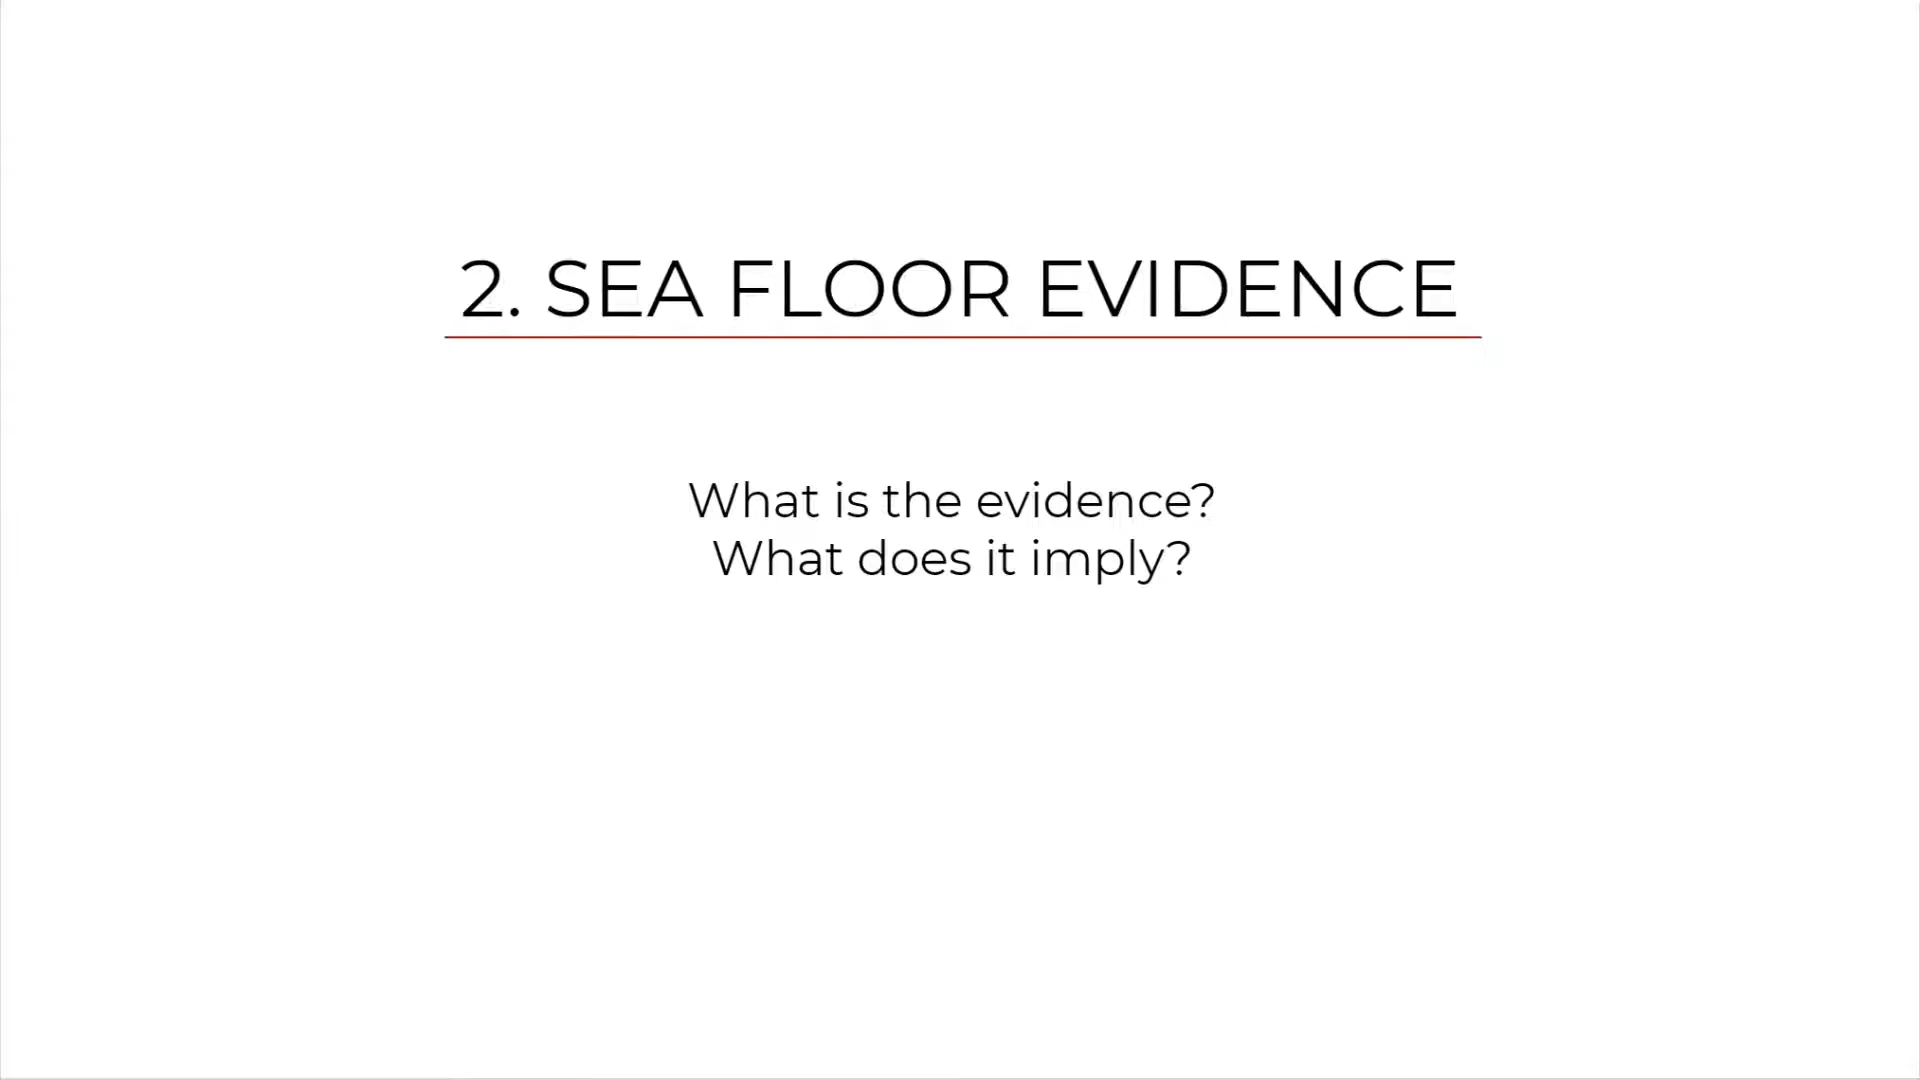 2. SEA FLOOR EVIDENCE
What is the evidence?
What does it imply?